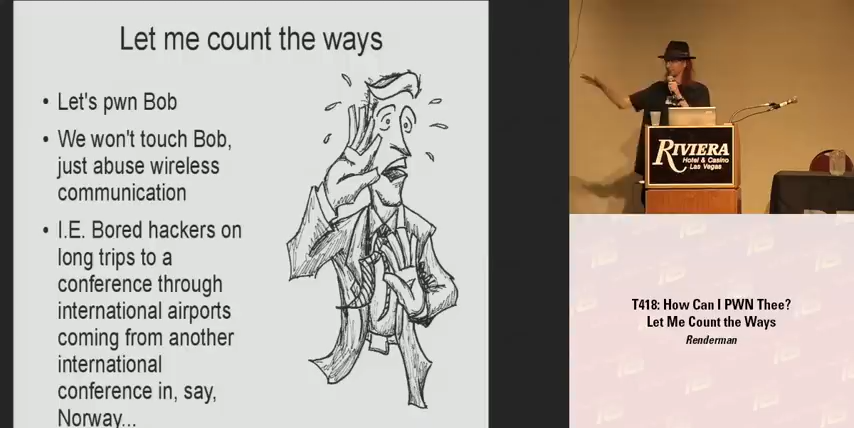 Let me count the ways
• Let's pwn Bob
• We won't touch Bob,
just abuse wireless
communication
• I.E. Bored hackers on
long trips to a
conference through
international airports
coming from another
international
conference in, say,
Norway...
RIVIERA
Hotel & Casino
Las Vegas
T418: How Can I PWN Thee?
Let Me Count the Ways
Renderman